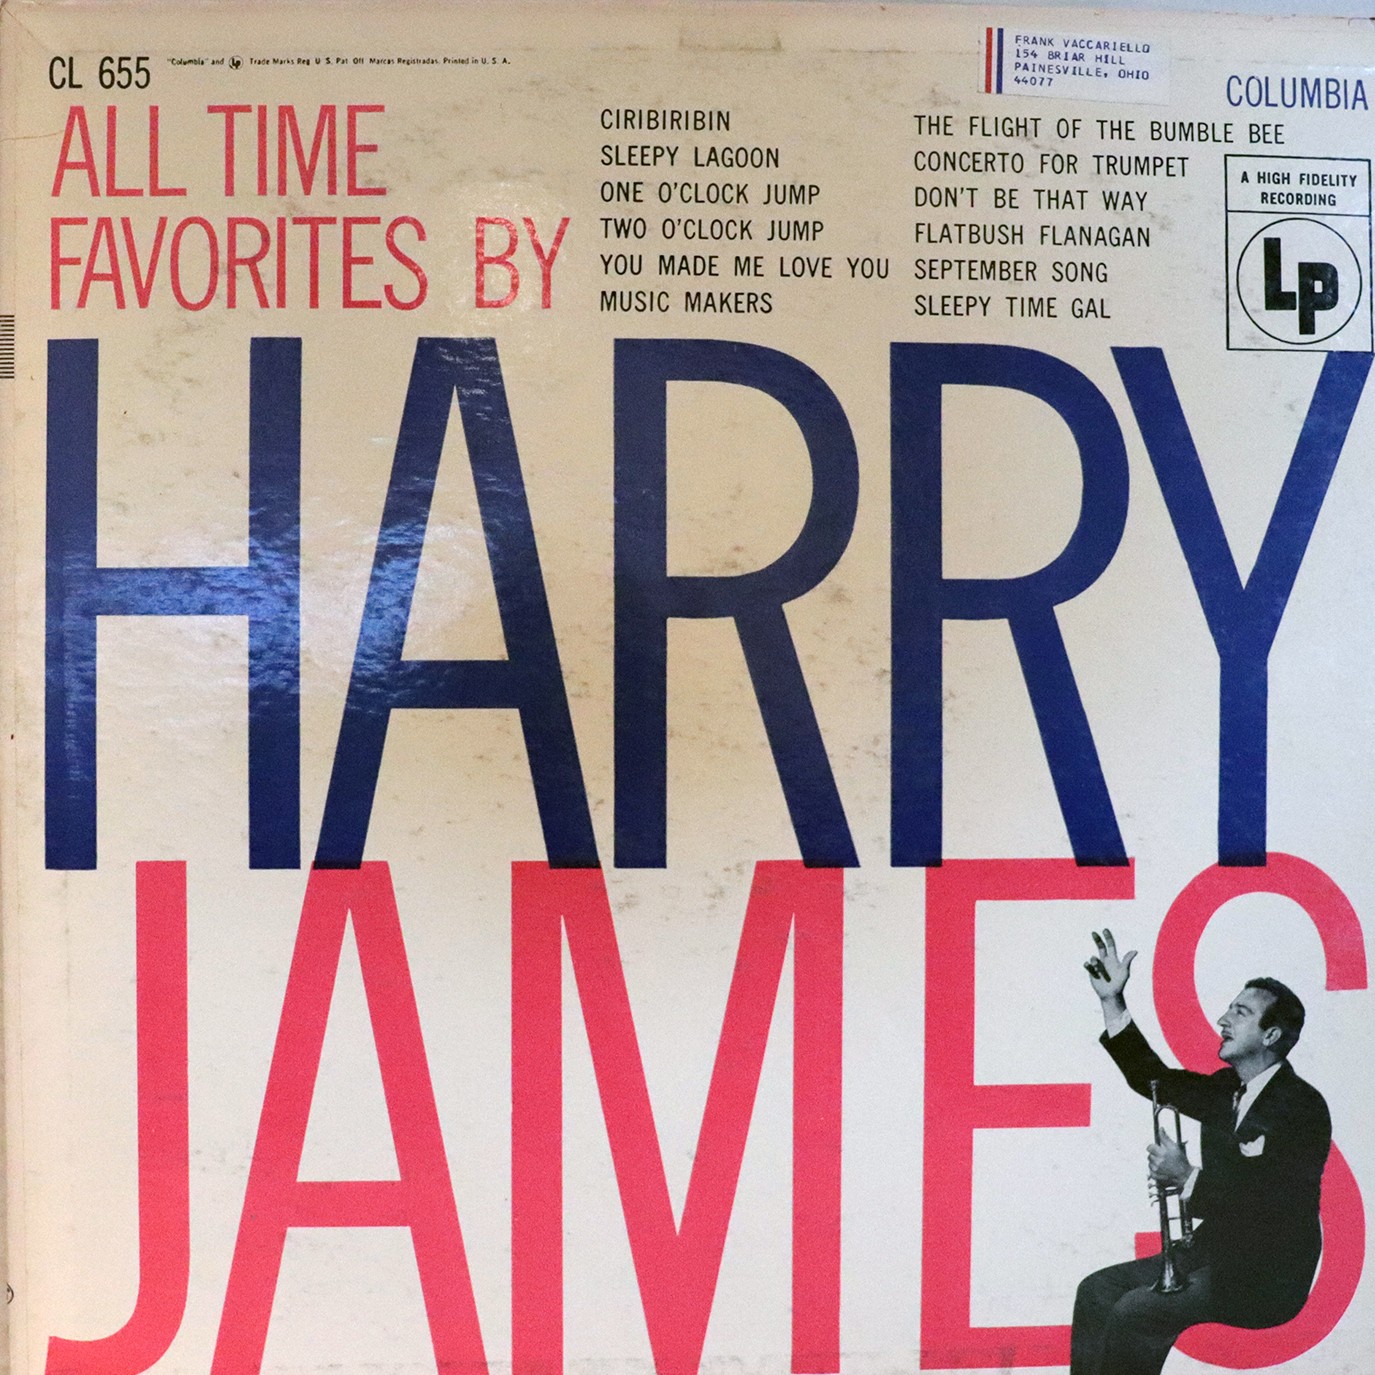 CL 655
"Columbia" and LP Trade Marks Reg. U.S. Pat. Off. Marcas Registradas. Printed in U.S.A.
FRANK VACCARIELLO
154 BRIAR HILL
PAINESVILLE, OHIO
44077
COLUMBIA
ALL TIME
FAVORITES BY
CIRIBIRIBIN
SLEEPY LAGOON
ONE O'CLOCK JUMP
TWO O'CLOCK JUMP
YOU MADE ME LOVE YOU
MUSIC MAKERS
THE FLIGHT OF THE BUMBLE BEE
CONCERTO FOR TRUMPET
DON'T BE THAT WAY
FLATBUSH FLANAGAN
SEPTEMBER SONG
SLEEPY TIME GAL
A HIGH FIDELITY
RECORDING
LP
HARRY
JAMES